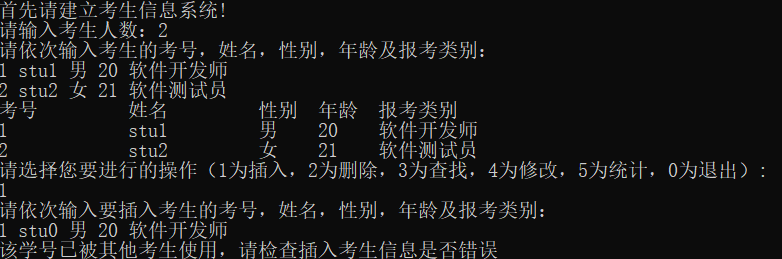 首先请建立考生信息系统!
请输入考生人数：2
请依次输入考生的考号，姓名，性别，年龄及报考类别：
1 stu1 男 20 软件开发师
2 stu2 女 21 软件测试员
考号 姓名 性别 年龄 报考类别
1 stu1 男 20 软件开发师
2 stu2 女 21 软件测试员
请选择您要进行的操作（1为插入，2为删除，3为查找，4为修改，5为统计，0为退出）:
1
请依次输入要插入考生的考号，姓名，性别，年龄及报考类别：
1 stu0 男 20 软件开发师
该学号已被其他考生使用，请检查插入考生信息是否错误